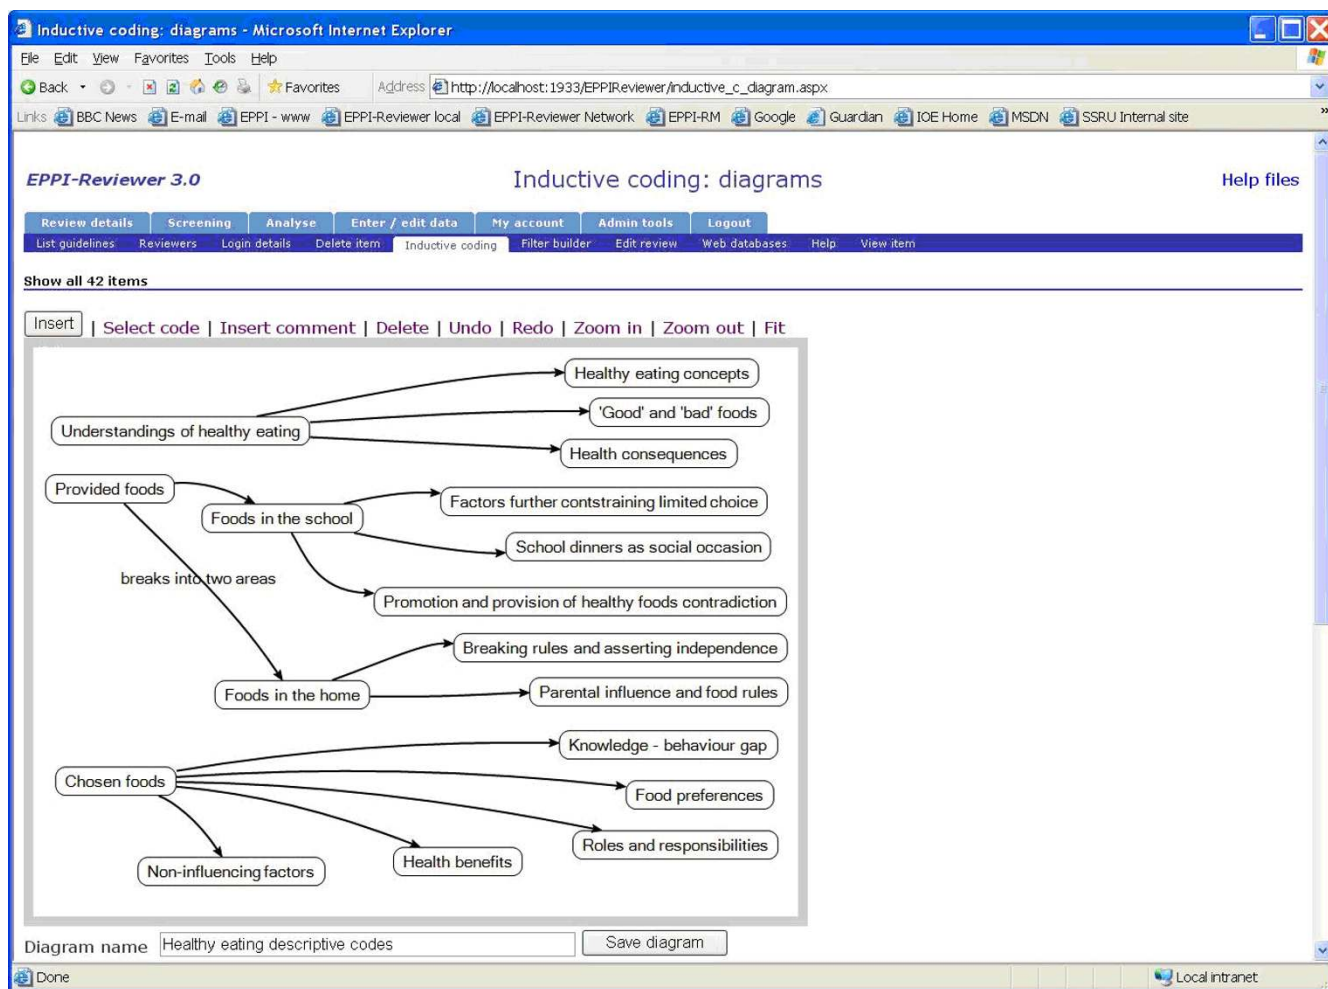 Inductive coding: diagrams - Microsoft Internet Explorer
File Edit View Favorites Tools Help
Back Favorites Address http://localhost:1933/EPPIReviewer/inductive_c_diagram.aspx
Links BBC News E-mail EPPI - www EPPI-Reviewer local EPPI-Reviewer Network EPPI-RM Google Guardian IOE Home MSDN SSRU Internal site »
EPPI-Reviewer 3.0 Inductive coding: diagrams Help files
Review details Screening Analyse Enter / edit data My account Admin tools Logout
List guidelines Reviewers Login details Delete item Inductive coding Filter builder Edit review Web databases Help View item
Show all 42 items
Insert | Select code | Insert comment | Delete | Undo | Redo | Zoom in | Zoom out | Fit
Healthy eating concepts
'Good' and 'bad' foods
Understandings of healthy eating
Health consequences
Provided foods
Factors further contstraining limited choice
Foods in the school
School dinners as social occasion
breaks into two areas
Promotion and provision of healthy foods contradiction
Breaking rules and asserting independence
Foods in the home
Parental influence and food rules
Knowledge - behaviour gap
Chosen foods
Food preferences
Roles and responsibilities
Health benefits
Non-influencing factors
Diagram name Healthy eating descriptive codes Save diagram
Done Local intranet